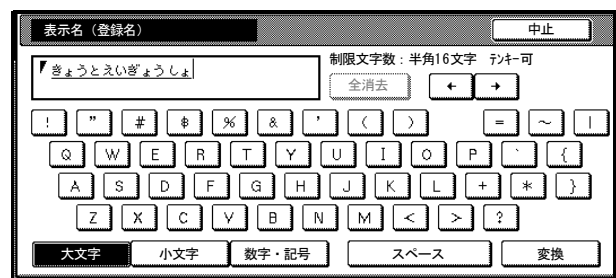 表示名（登録名） 中止
きょうとえいぎょうしょ 制限文字数：半角16文字 テンキー可
全消去 ← →
! ” # $ % & ' ( ) = ~ |
Q W E R T Y U I O P ` {
A S D F G H J K L + * }
Z X C V B N M < > ?
大文字 小文字 数字・記号 スペース 変換